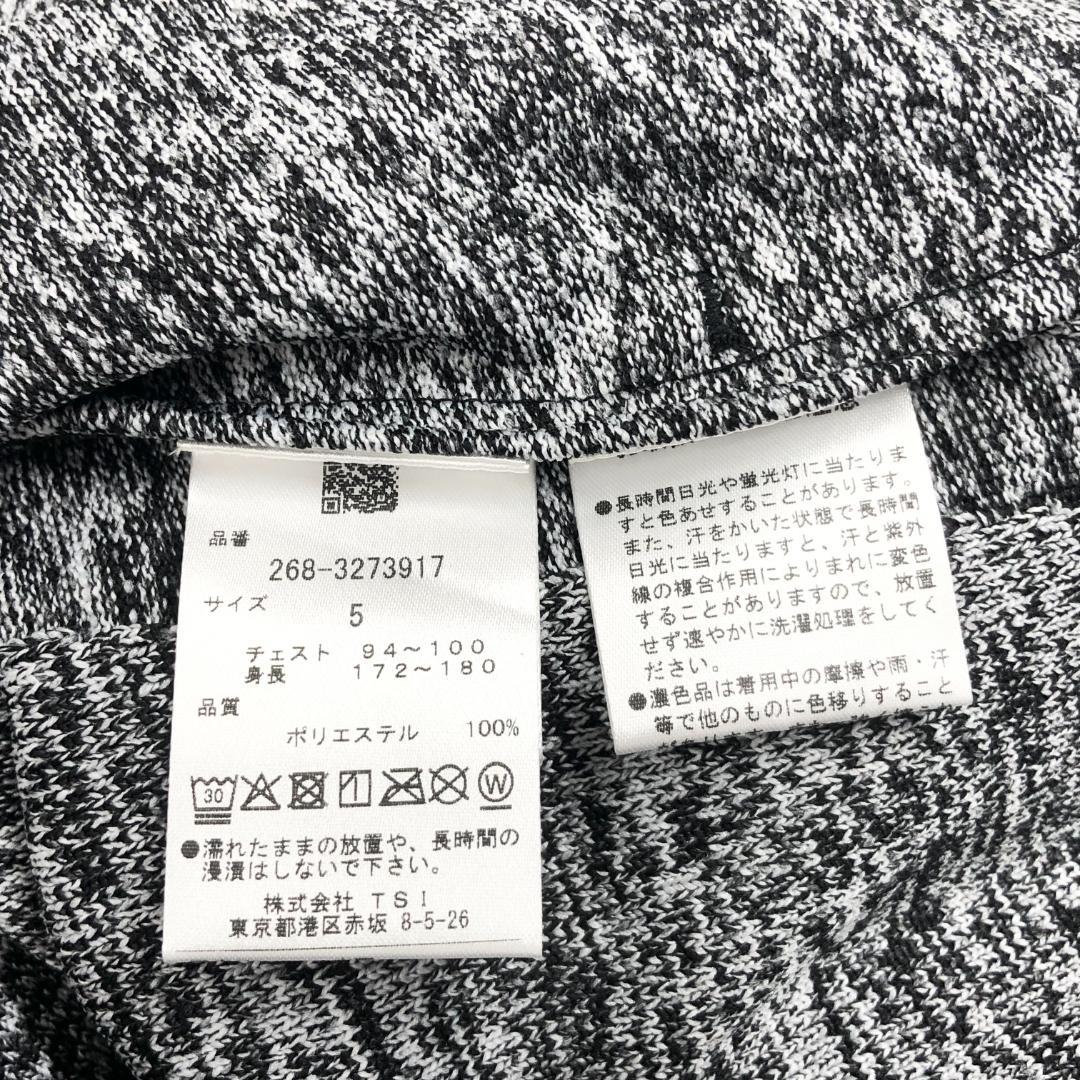 品番
268-3273917
サイズ
5
チェスト 94～100
身長 172～180
品質
ポリエステル 100%
30
W
●濡れたままの放置や、長時間の
浸漬はしないで下さい。
株式会社 TSI
東京都港区赤坂 8-5-26
●長時間日光や蛍光灯に当たりま
すと色あせすることがあります。
また、汗をかいた状態で長時間
日光に当たりますと、汗と紫外
線の複合作用によりまれに変色
することがありますので、放置
せず速やかに洗濯処理をしてく
ださい。
●濃色品は着用中の摩擦や雨・汗
等で他のものに色移りすること